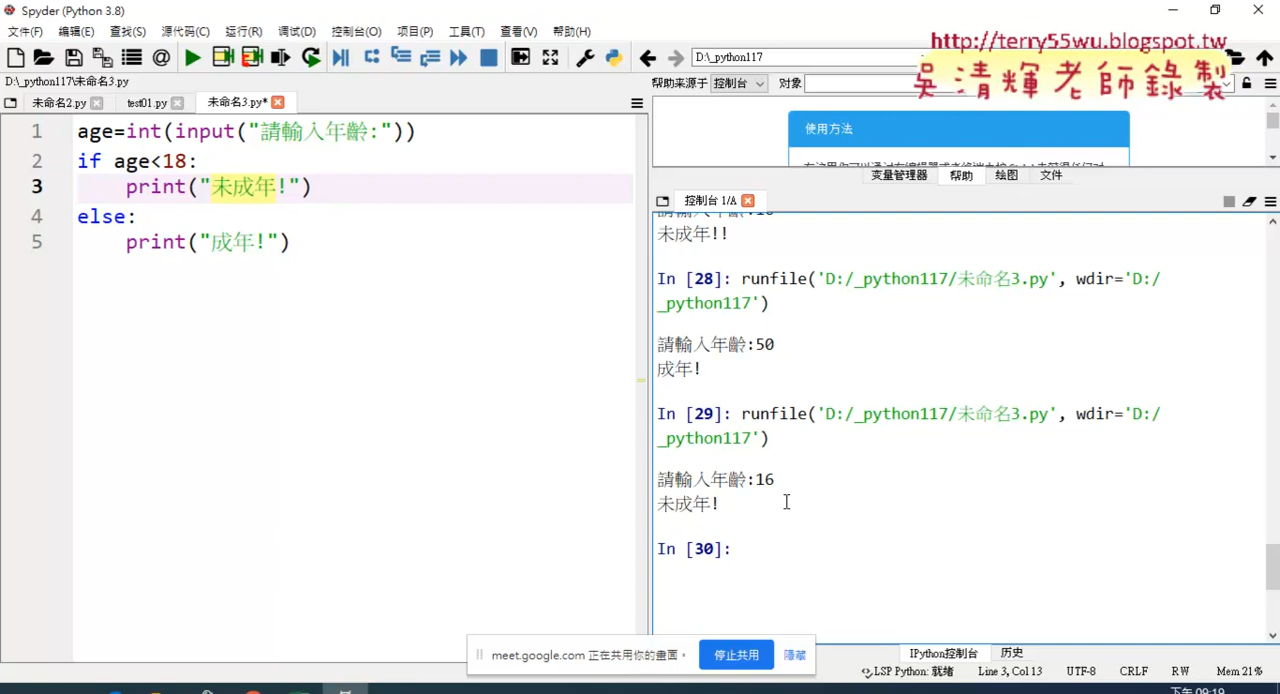 Spyder (Python 3.8)
文件(F) 编辑(E) 查找(S) 源代码(C) 运行(R) 调试(D) 控制台(O) 项目(P) 工具(T) 查看(V) 帮助(H)
http://terry55wu.blogspot.tw
吳清輝老師錄製
D:\_python117
D:\_python117\未命名3.py
帮助来源于 控制台 对象
未命名2.py test01.py 未命名3.py*
使用方法
变量管理器 帮助 绘图 文件
控制台 1/A
1 age=int(input("請輸入年齡:"))
2 if age<18:
3 print("未成年!")
4 else:
5 print("成年!")
未成年!!
In [28]: runfile('D:/_python117/未命名3.py', wdir='D:/
_python117')
請輸入年齡:50
成年!
In [29]: runfile('D:/_python117/未命名3.py', wdir='D:/
_python117')
請輸入年齡:16
未成年!
In [30]:
meet.google.com 正在共用你的畫面。 停止共用 隱藏
IPython控制台 历史
LSP Python: 就绪 Line 3, Col 13 UTF-8 CRLF RW Mem 21%
下午 09:19